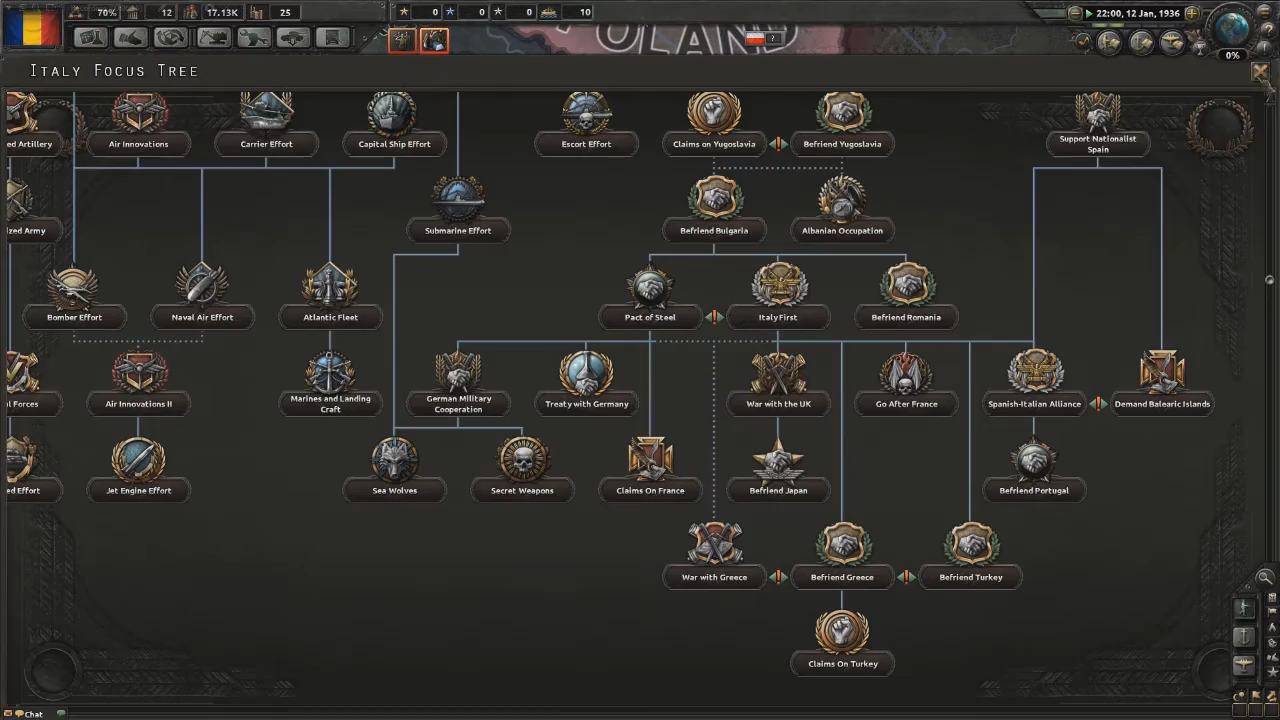 70%
12
17.13K
25
0
0
0
10
22:00, 12 Jan, 1936
POLAND
?
0%
Italy Focus Tree
ed Artillery
Air Innovations
Carrier Effort
Capital Ship Effort
Escort Effort
Claims on Yugoslavia
Befriend Yugoslavia
Support Nationalist
Spain
ized Army
Submarine Effort
Befriend Bulgaria
Albanian Occupation
Bomber Effort
Naval Air Effort
Atlantic Fleet
Pact of Steel
Italy First
Befriend Romania
al Forces
Air Innovations II
Marines and Landing
Craft
German Military
Cooperation
Treaty with Germany
War with the UK
Go After France
Spanish-Italian Alliance
Demand Balearic Islands
ed Effort
Jet Engine Effort
Sea Wolves
Secret Weapons
Claims On France
Befriend Japan
Befriend Portugal
War with Greece
Befriend Greece
Befriend Turkey
Claims On Turkey
Chat